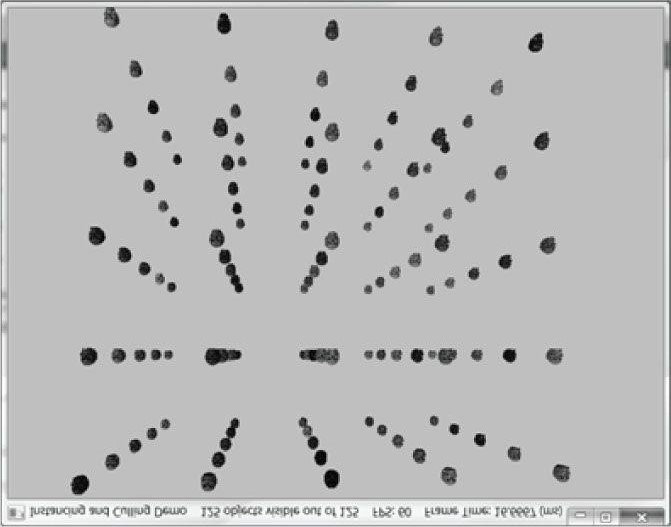 Instancing and Culling Demo    125 objects visible out of 125    FPS: 60    Frame Time: 16.6667 (ms)